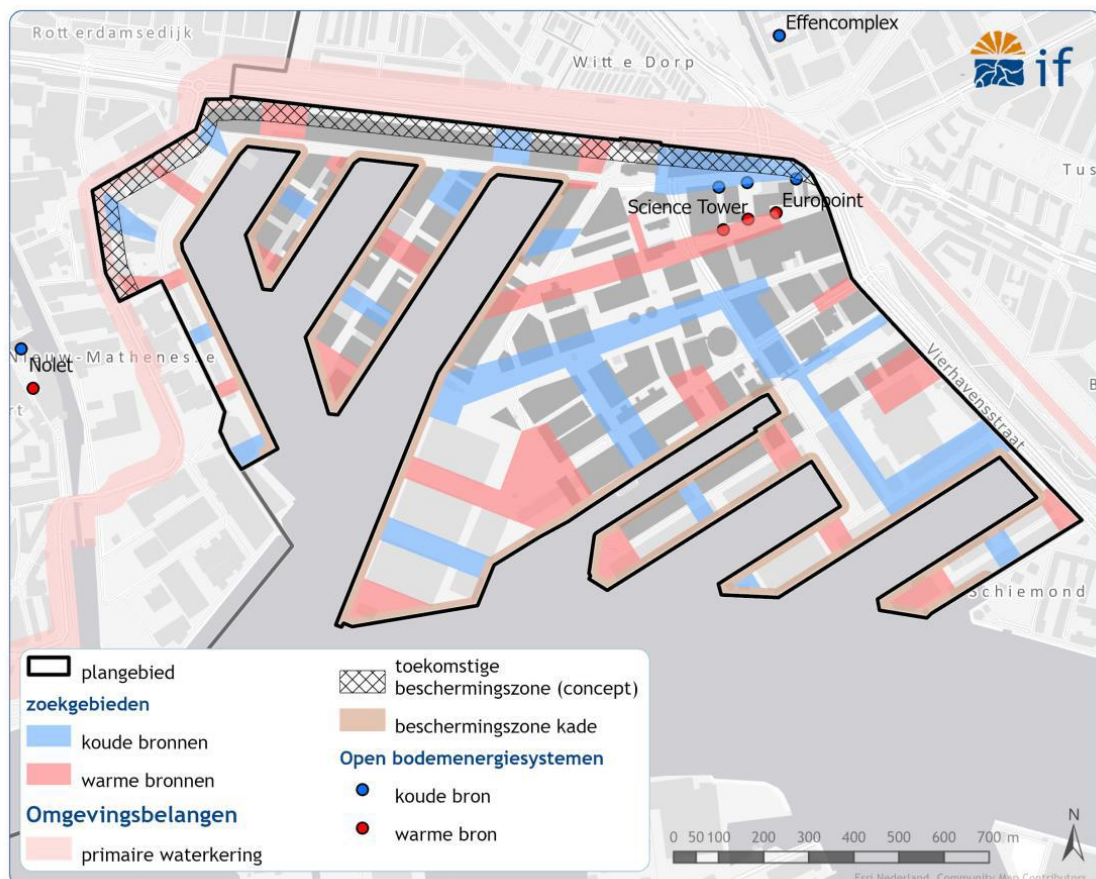 Effencomplex
if
Rotterdamsedijk
Witte Dorp
Tus
Science Tower
Europoint
Nieuw-Mathenesse
Nolet
rt
Vierhavensstraat
B
Schiemond
plangebied
zoekgebieden
koude bronnen
warme bronnen
Omgevingsbelangen
primaire waterkering
toekomstige
beschermingszone (concept)
beschermingszone kade
Open bodemenergiesystemen
koude bron
warme bron
N
0 50 100 200 300 400 500 600 700 m
Esri Nederland, Community Map Contributors